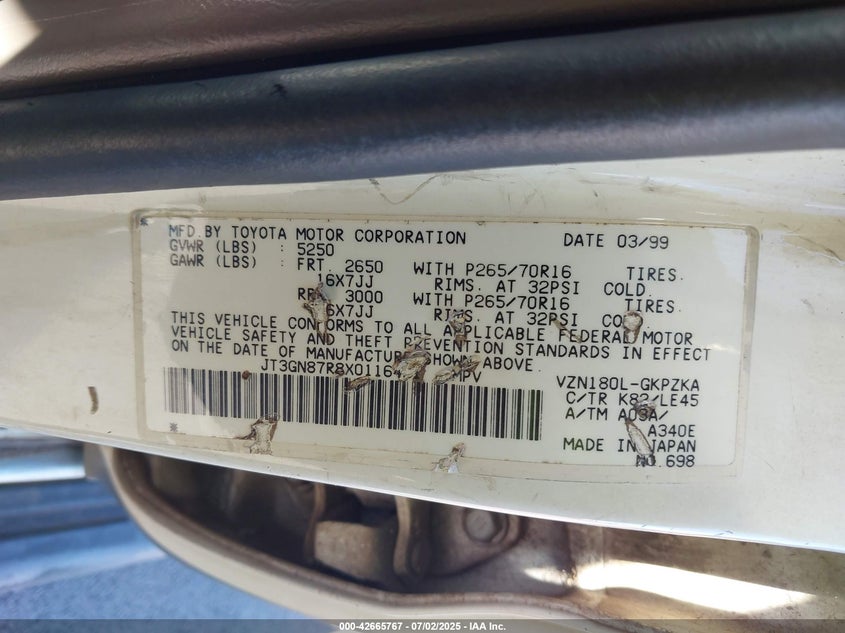 MFD.BY TOYOTA MOTOR CORPORATION DATE 03/99
GVWR (LBS) : 5250
GAWR (LBS) : FRT. 2650 WITH P265/70R16 TIRES.
16X7JJ RIMS. AT 32PSI COLD.
3000 WITH P265/70R16 TIRES.
RIMS. AT 32PSI
THIS VEHICLE CONFORMS TO ALL APPLICABLE FEDERAL MOTOR
VEHICLE SAFETY AND THEFT PREVENTION STANDARDS IN EFFECT
ON THE DATE OF MANUFACTURE SHOWN ABOVE.
MPV
VZN180L-GKPZKA
C/TR LE45
A/TM
A340E
MADE IN JAPAN
698
000-42665767 - 07/02/2025 - IAA Inc.